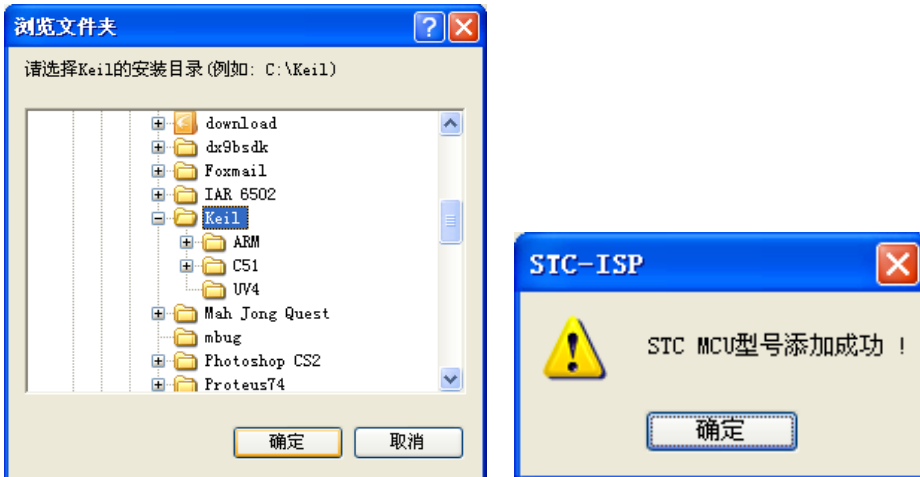 浏览文件夹
请选择Keil的安装目录(例如: C:\Keil)
download
dx9bsdk
Foxmail
IAR 6502
Keil
ARM
C51
UV4
Mah Jong Quest
mbug
Photoshop CS2
Proteus74
确定
取消
STC-ISP
STC MCU型号添加成功 !
确定